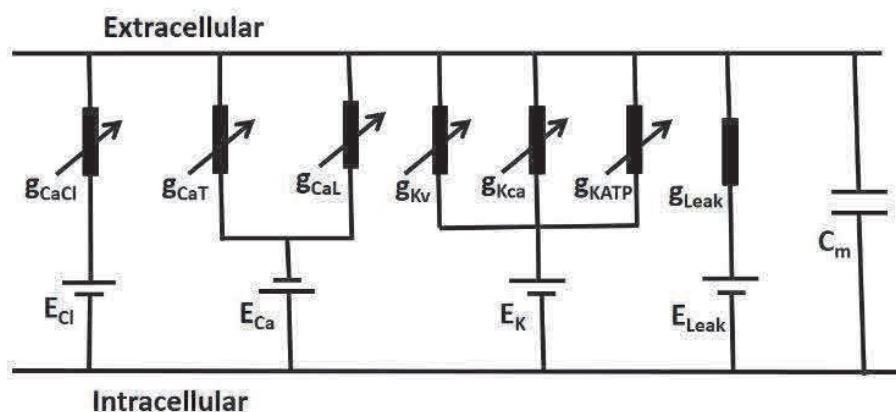 Extracellular
gCaCl gCaT gCaL gKv gKca gKATP gLeak Cm
ECl ECa EK ELeak
Intracellular